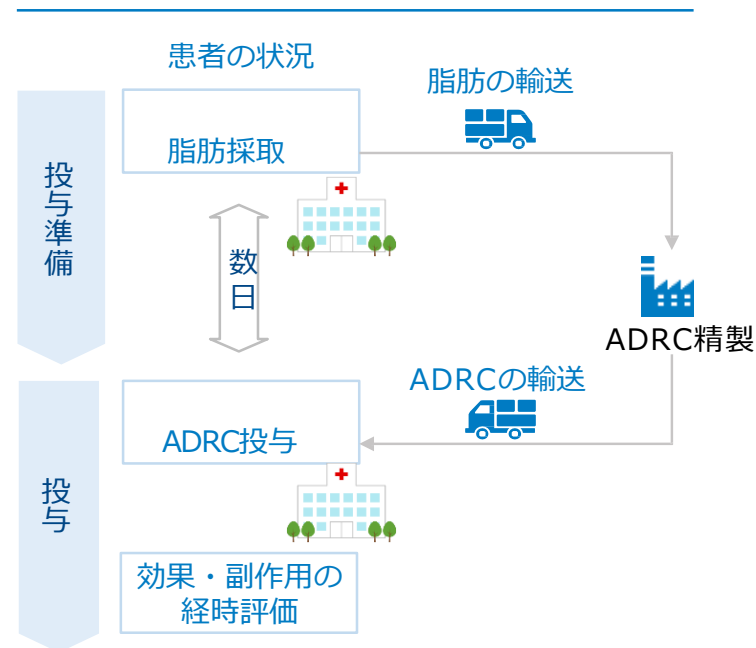 患者の状況
脂肪の輸送
脂肪採取
投与準備
数日
ADRC精製
ADRCの輸送
ADRC投与
投与
効果・副作用の
経時評価